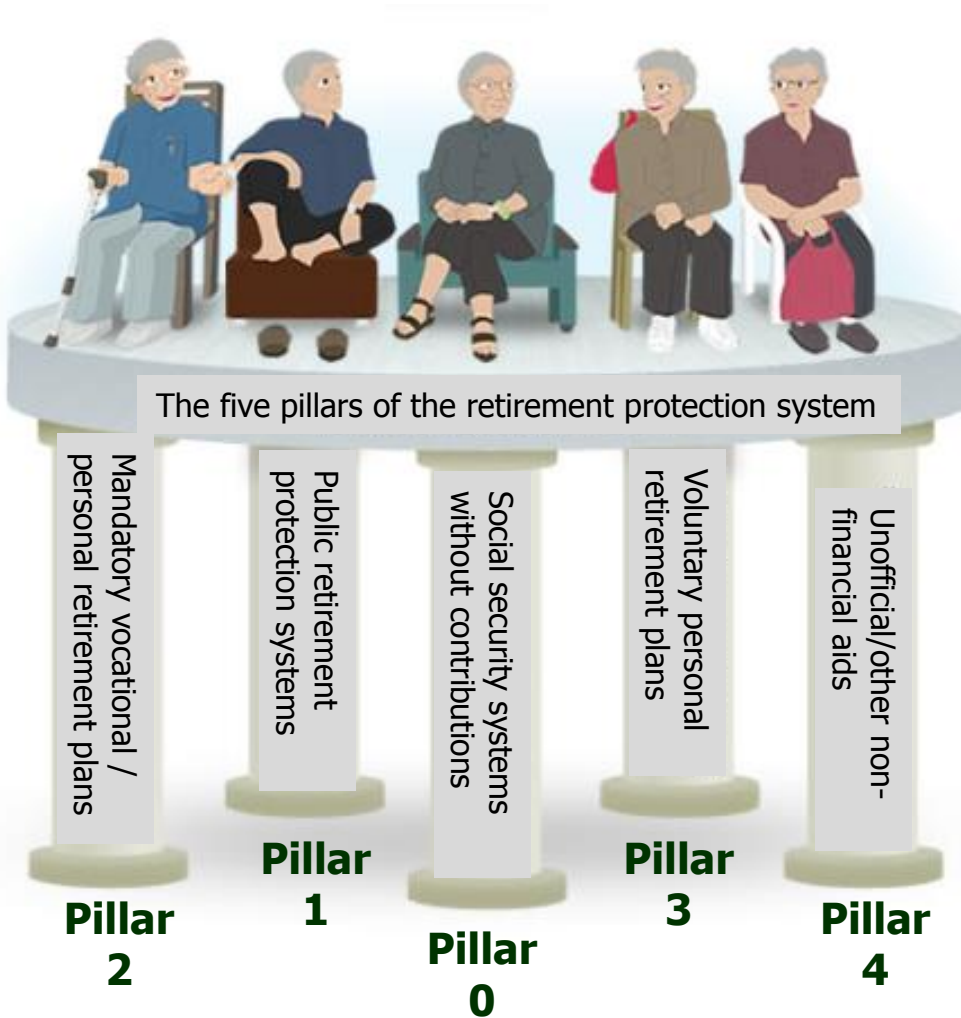 The five pillars of the retirement protection system
Mandatory vocational /
personal retirement plans
Public retirement
protection systems
Social security systems
without contributions
Voluntary personal
retirement plans
Unofficial/other non-
financial aids
Pillar
2
Pillar
1
Pillar
0
Pillar
3
Pillar
4